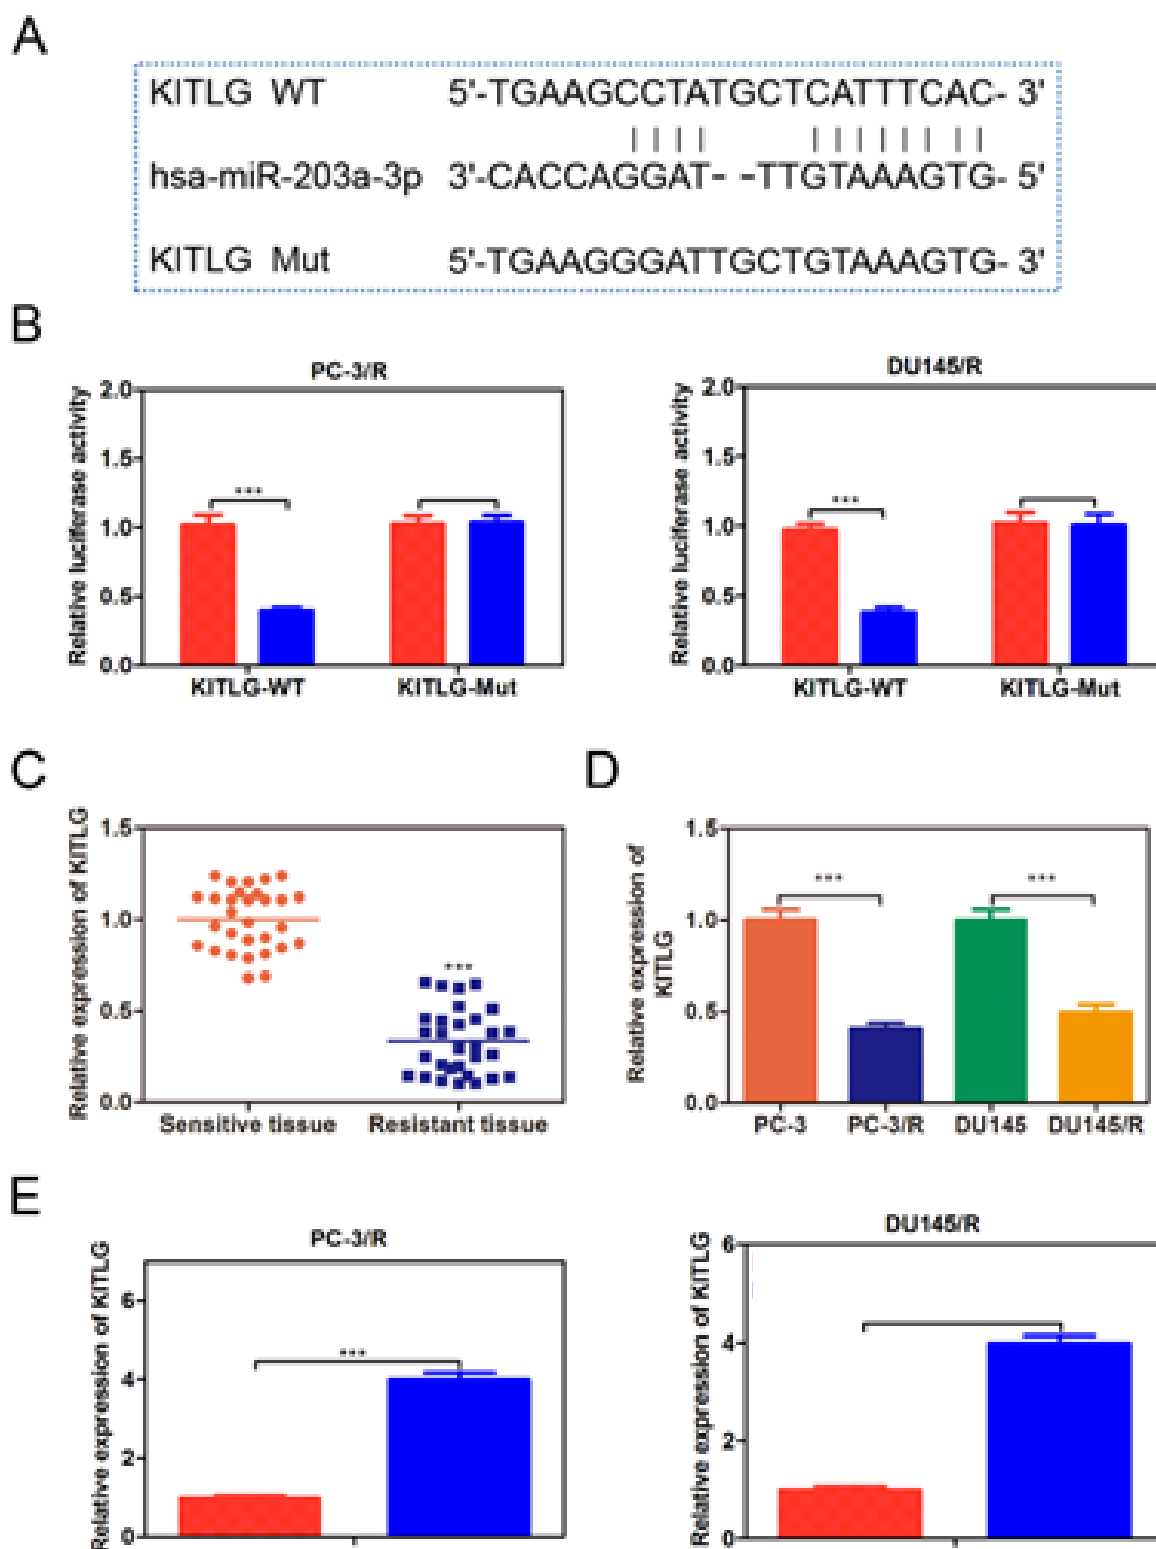 A
KITLG WT 5'-TGAAGCCTATGCTCATTTCAC- 3'
hsa-miR-203a-3p 3'-CACCAGGAT- -TTGTAAAGTG- 5'
KITLG Mut 5'-TGAAGGGATTGCTGTAAAGTG- 3'
B
PC-3/R
Relative luciferase activity
2.0
1.5
1.0
0.5
0.0
***
KITLG-WT KITLG-Mut
DU145/R
Relative luciferase activity
2.0
1.5
1.0
0.5
0.0
***
KITLG-WT KITLG-Mut
C
Relative expression of KITLG
1.5
1.0
0.5
0.0
***
Sensitive tissue Resistant tissue
D
Relative expression of
KITLG
1.5
1.0
0.5
0.0
*** ***
PC-3 PC-3/R DU145 DU145/R
E
PC-3/R
Relative expression of KITLG
6
4
2
0
***
DU145/R
Relative expression of KITLG
6
4
2
0